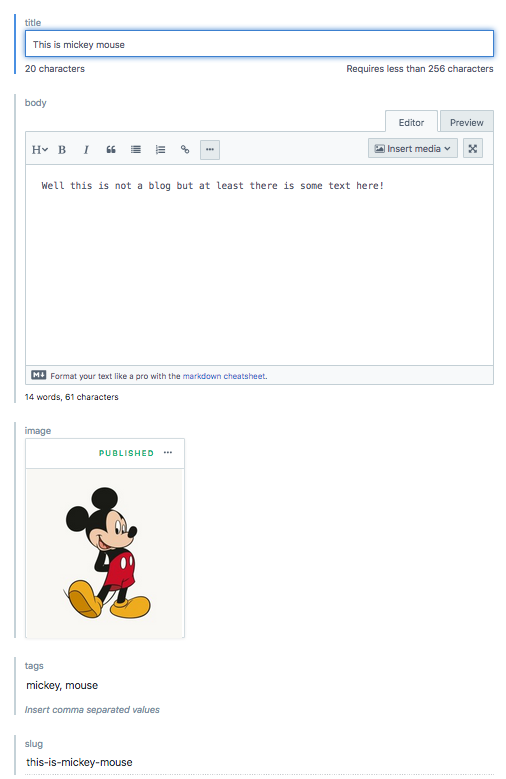 title
This is mickey mouse
20 characters Requires less than 256 characters
body
Editor Preview
H B I Insert media
Well this is not a blog but at least there is some text here!
M Format your text like a pro with the markdown cheatsheet.
14 words, 61 characters
image
PUBLISHED ···
tags
mickey, mouse
Insert comma separated values
slug
this-is-mickey-mouse